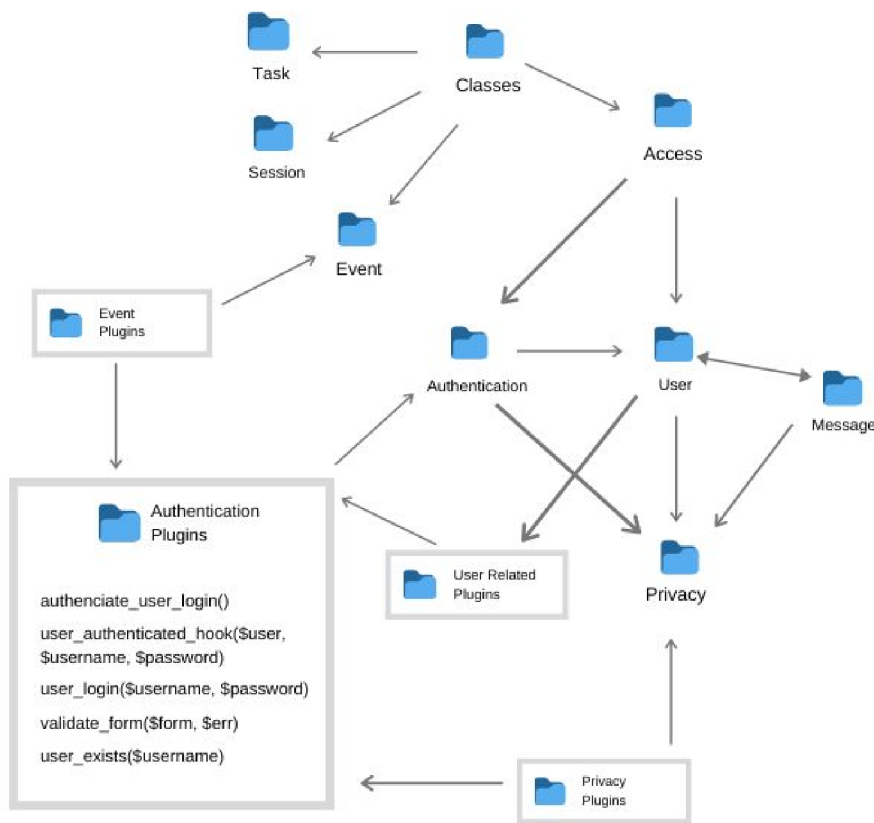 Task
Classes
Session
Access
Event
Event
Plugins
Authentication
User
Message
Authentication
Plugins
authenciate_user_login()
user_authenticated_hook($user,
$username, $password)
user_login($username, $password)
validate_form($form, $err)
user_exists($username)
User Related
Plugins
Privacy
Privacy
Plugins